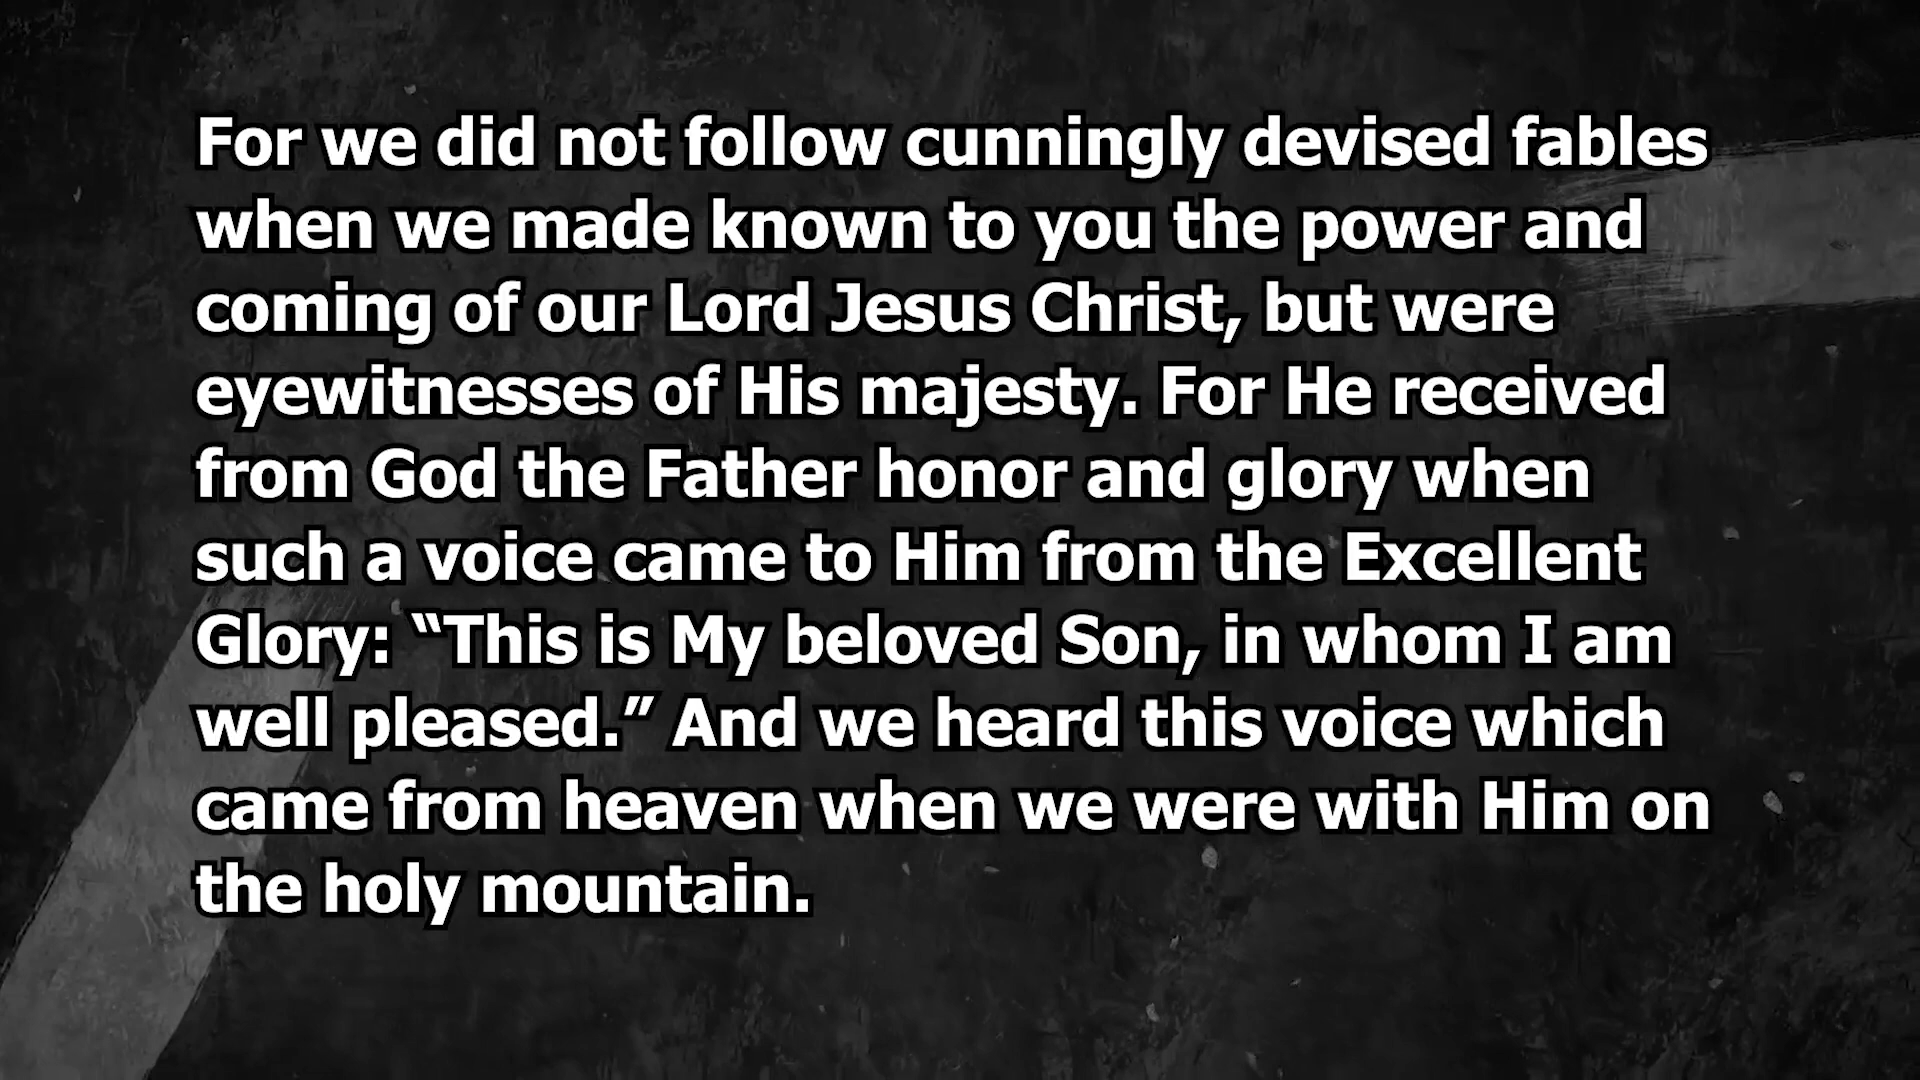 For we did not follow cunningly devised fables
when we made known to you the power and
coming of our Lord Jesus Christ, but were
eyewitnesses of His majesty. For He received
from God the Father honor and glory when
such a voice came to Him from the Excellent
Glory: “This is My beloved Son, in whom I am
well pleased.” And we heard this voice which
came from heaven when we were with Him on
the holy mountain.